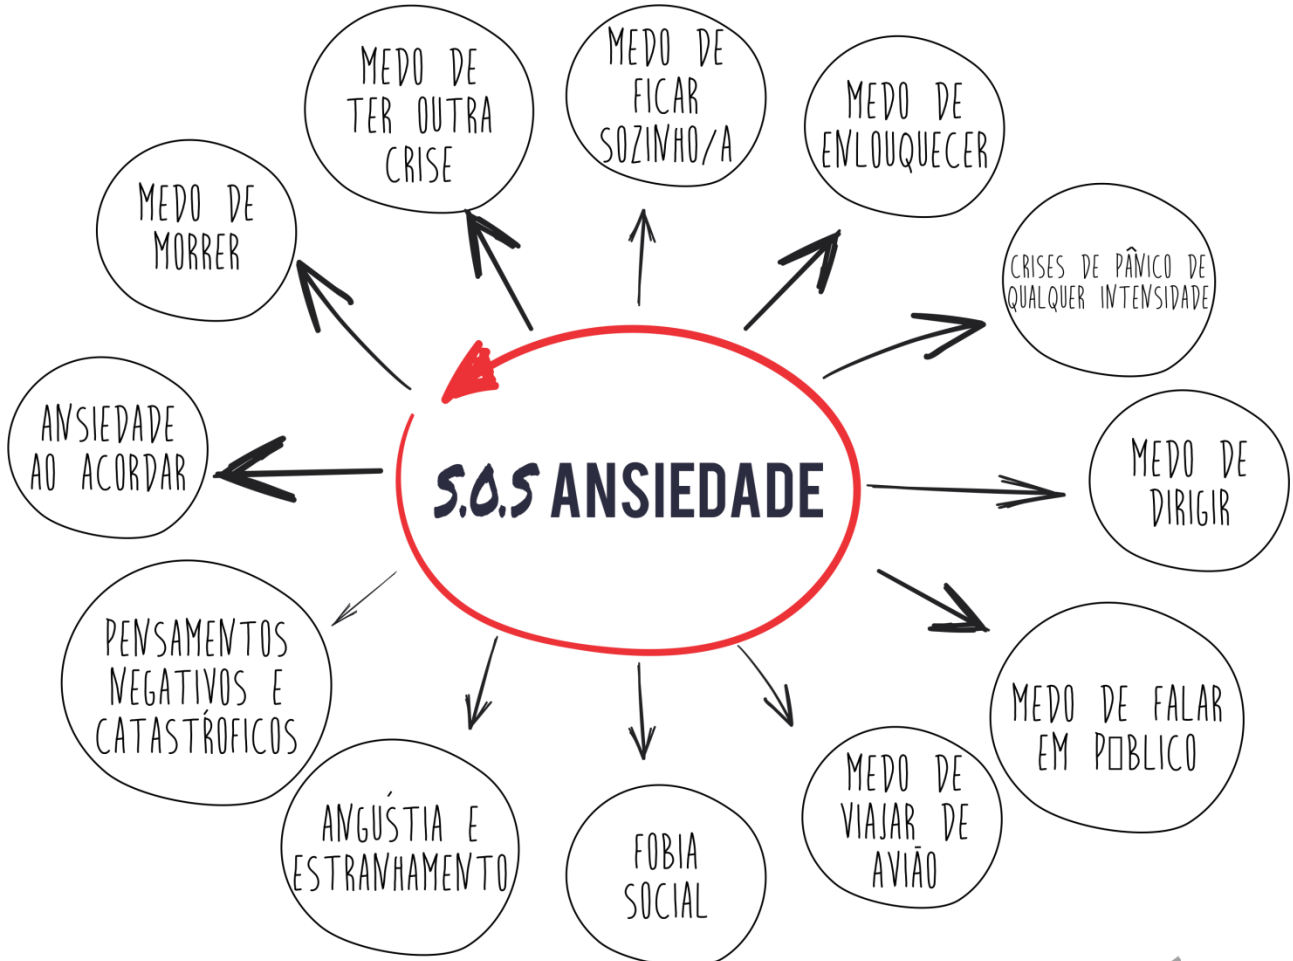 MEDO DE
TER OUTRA
CRISE
MEDO DE
FICAR
SOZINHO/A
MEDO DE
ENLOUQUECER
CRISES DE PÂNICO DE
QUALQUER INTENSIDADE
MEDO DE
DIRIGIR
MEDO DE FALAR
EM P□BLICO
MEDO DE
VIAJAR DE
AVIÃO
FOBIA
SOCIAL
ANGÚSTIA E
ESTRANHAMENTO
PENSAMENTOS
NEGATIVOS E
CATASTRÓFICOS
ANSIEDADE
AO ACORDAR
MEDO DE
MORRER
S.O.S ANSIEDADE